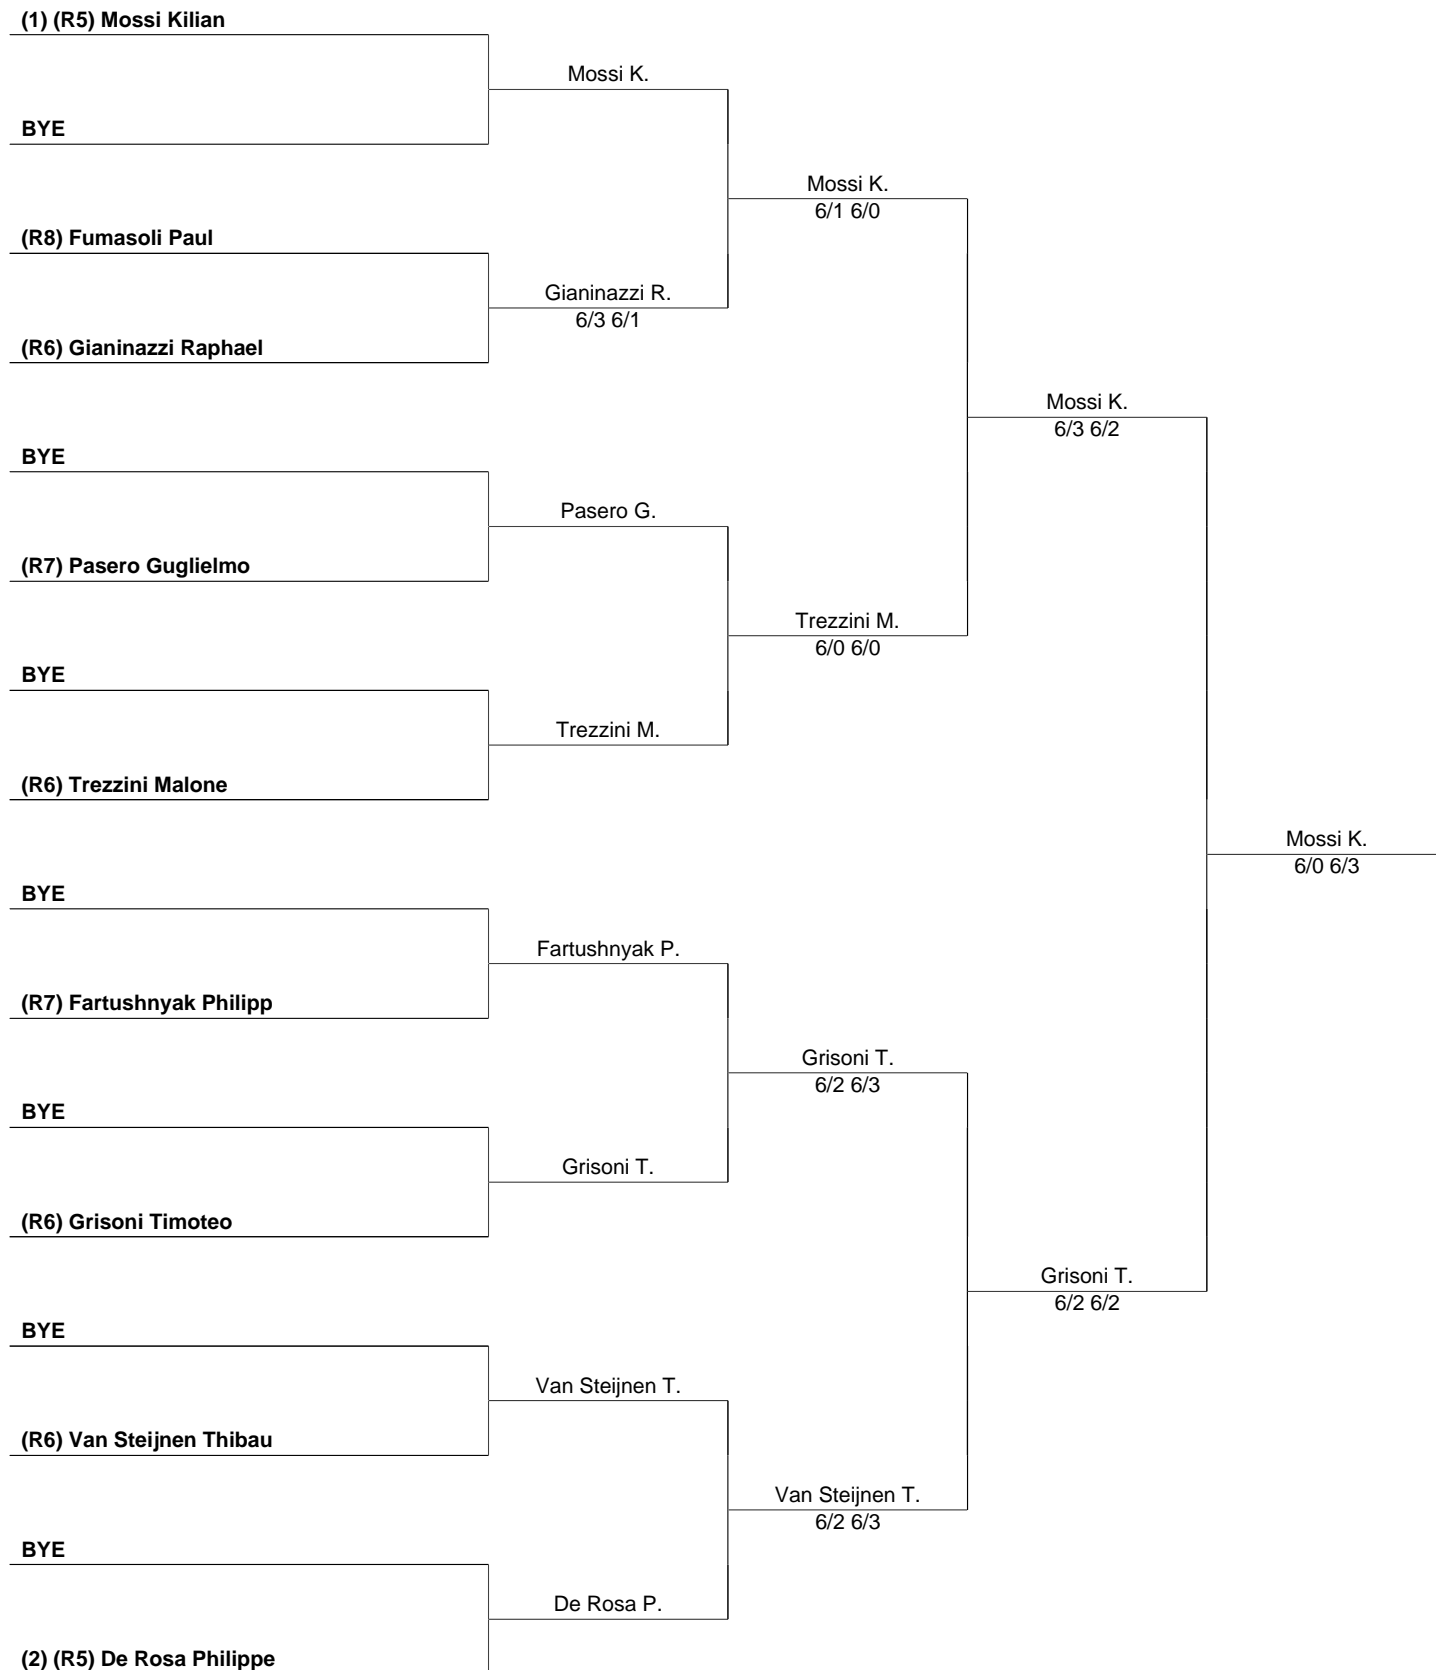 (1) (R5) Mossi Kilian
Mossi K.
BYE
Mossi K.
6/1 6/0
(R8) Fumasoli Paul
Gianinazzi R.
6/3 6/1
(R6) Gianinazzi Raphael
Mossi K.
6/3 6/2
BYE
Pasero G.
(R7) Pasero Guglielmo
Trezzini M.
6/0 6/0
BYE
Trezzini M.
(R6) Trezzini Malone
Mossi K.
6/0 6/3
BYE
Fartushnyak P.
(R7) Fartushnyak Philipp
Grisoni T.
6/2 6/3
BYE
Grisoni T.
(R6) Grisoni Timoteo
Grisoni T.
6/2 6/2
BYE
Van Steijnen T.
(R6) Van Steijnen Thibau
Van Steijnen T.
6/2 6/3
BYE
De Rosa P.
(2) (R5) De Rosa Philippe